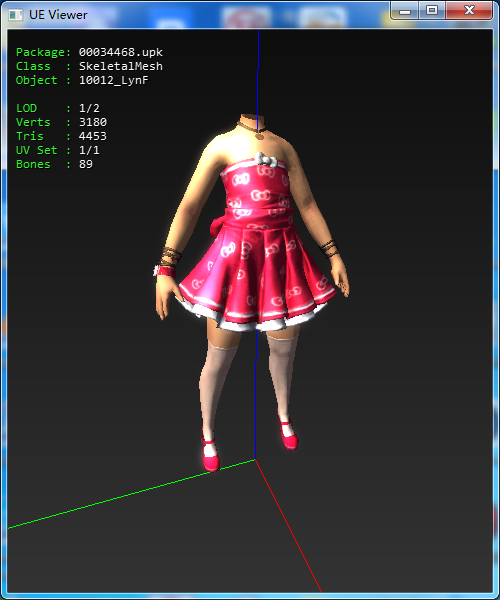 UE Viewer
Package: 00034468.upk
Class : SkeletalMesh
Object : 10012_LynF
LOD : 1/2
Verts : 3180
Tris : 4453
UV Set : 1/1
Bones : 89